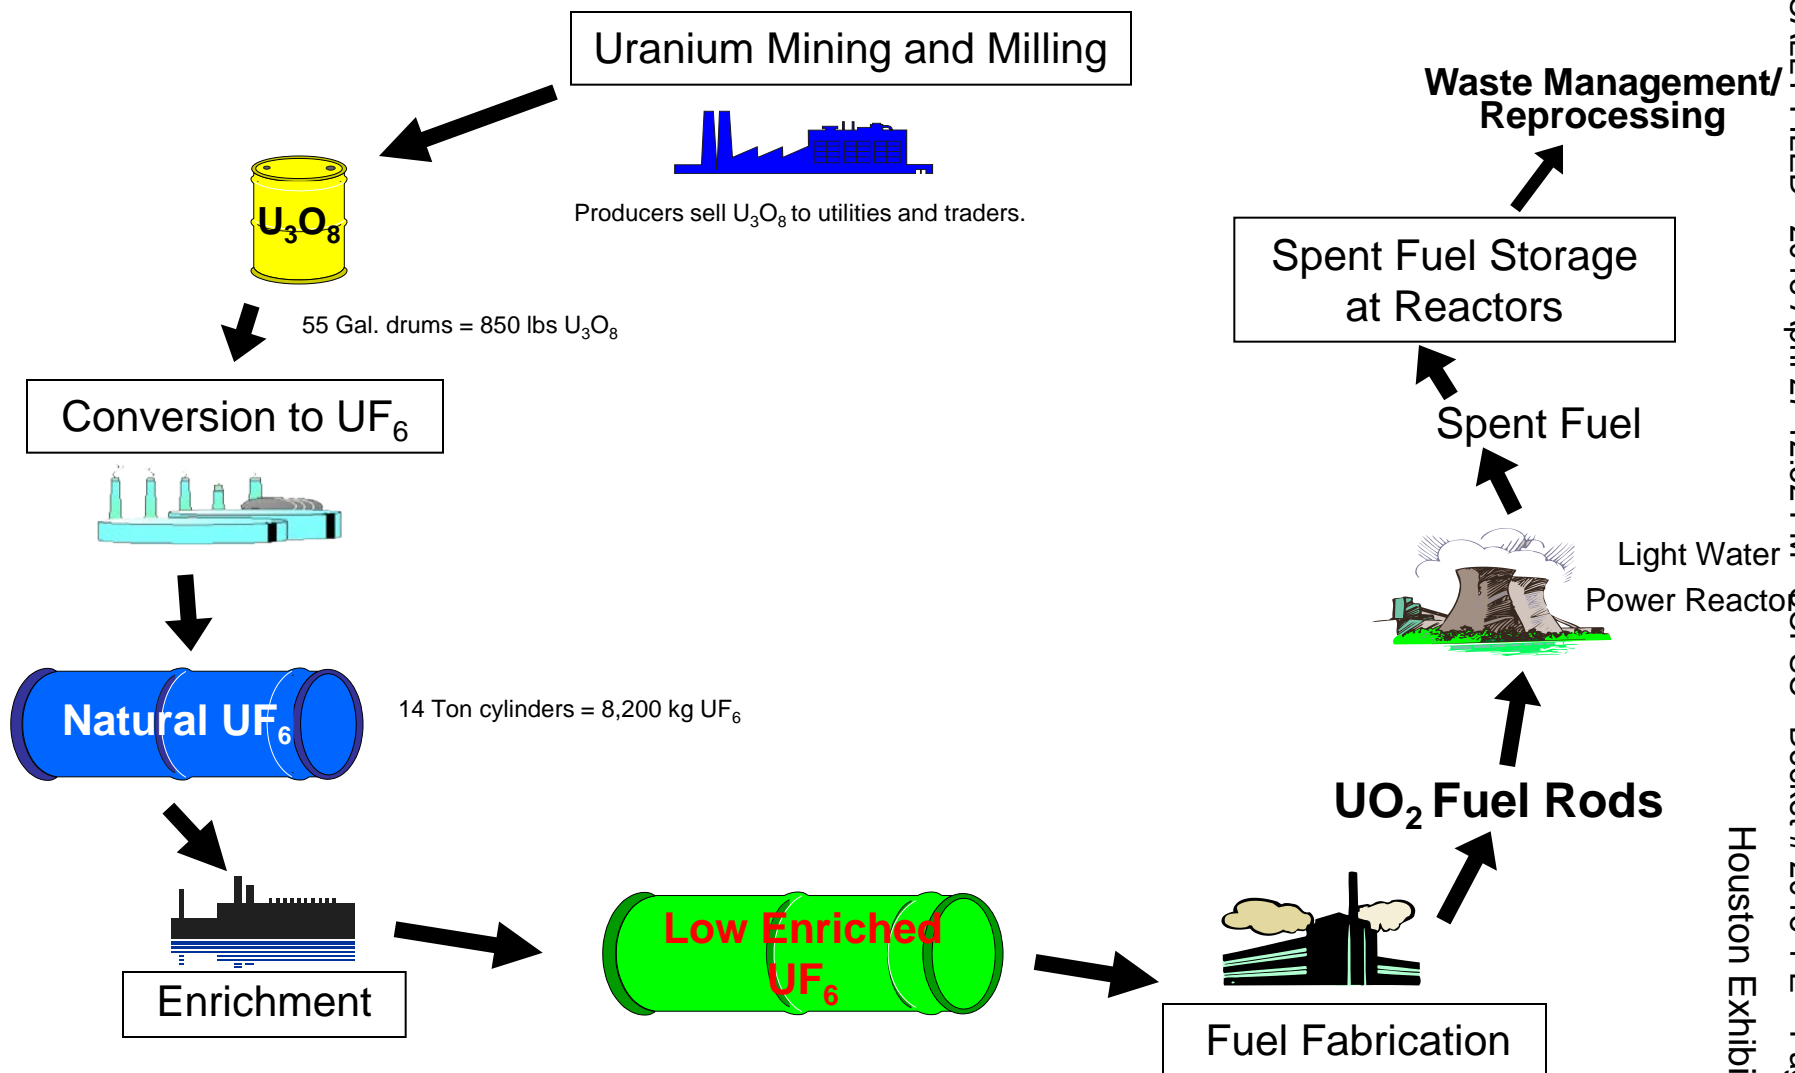 Uranium Mining and Milling
Producers sell U₃O₈ to utilities and traders.
U₃O₈
55 Gal. drums = 850 lbs U₃O₈
Conversion to UF₆
Natural UF₆
14 Ton cylinders = 8,200 kg UF₆
Enrichment
Low Enriched
UF₆
Fuel Fabrication
UO₂ Fuel Rods
Light Water
Power Reactor
Spent Fuel
Spent Fuel Storage
at Reactors
Waste Management/
Reprocessing
Houston Exhibi